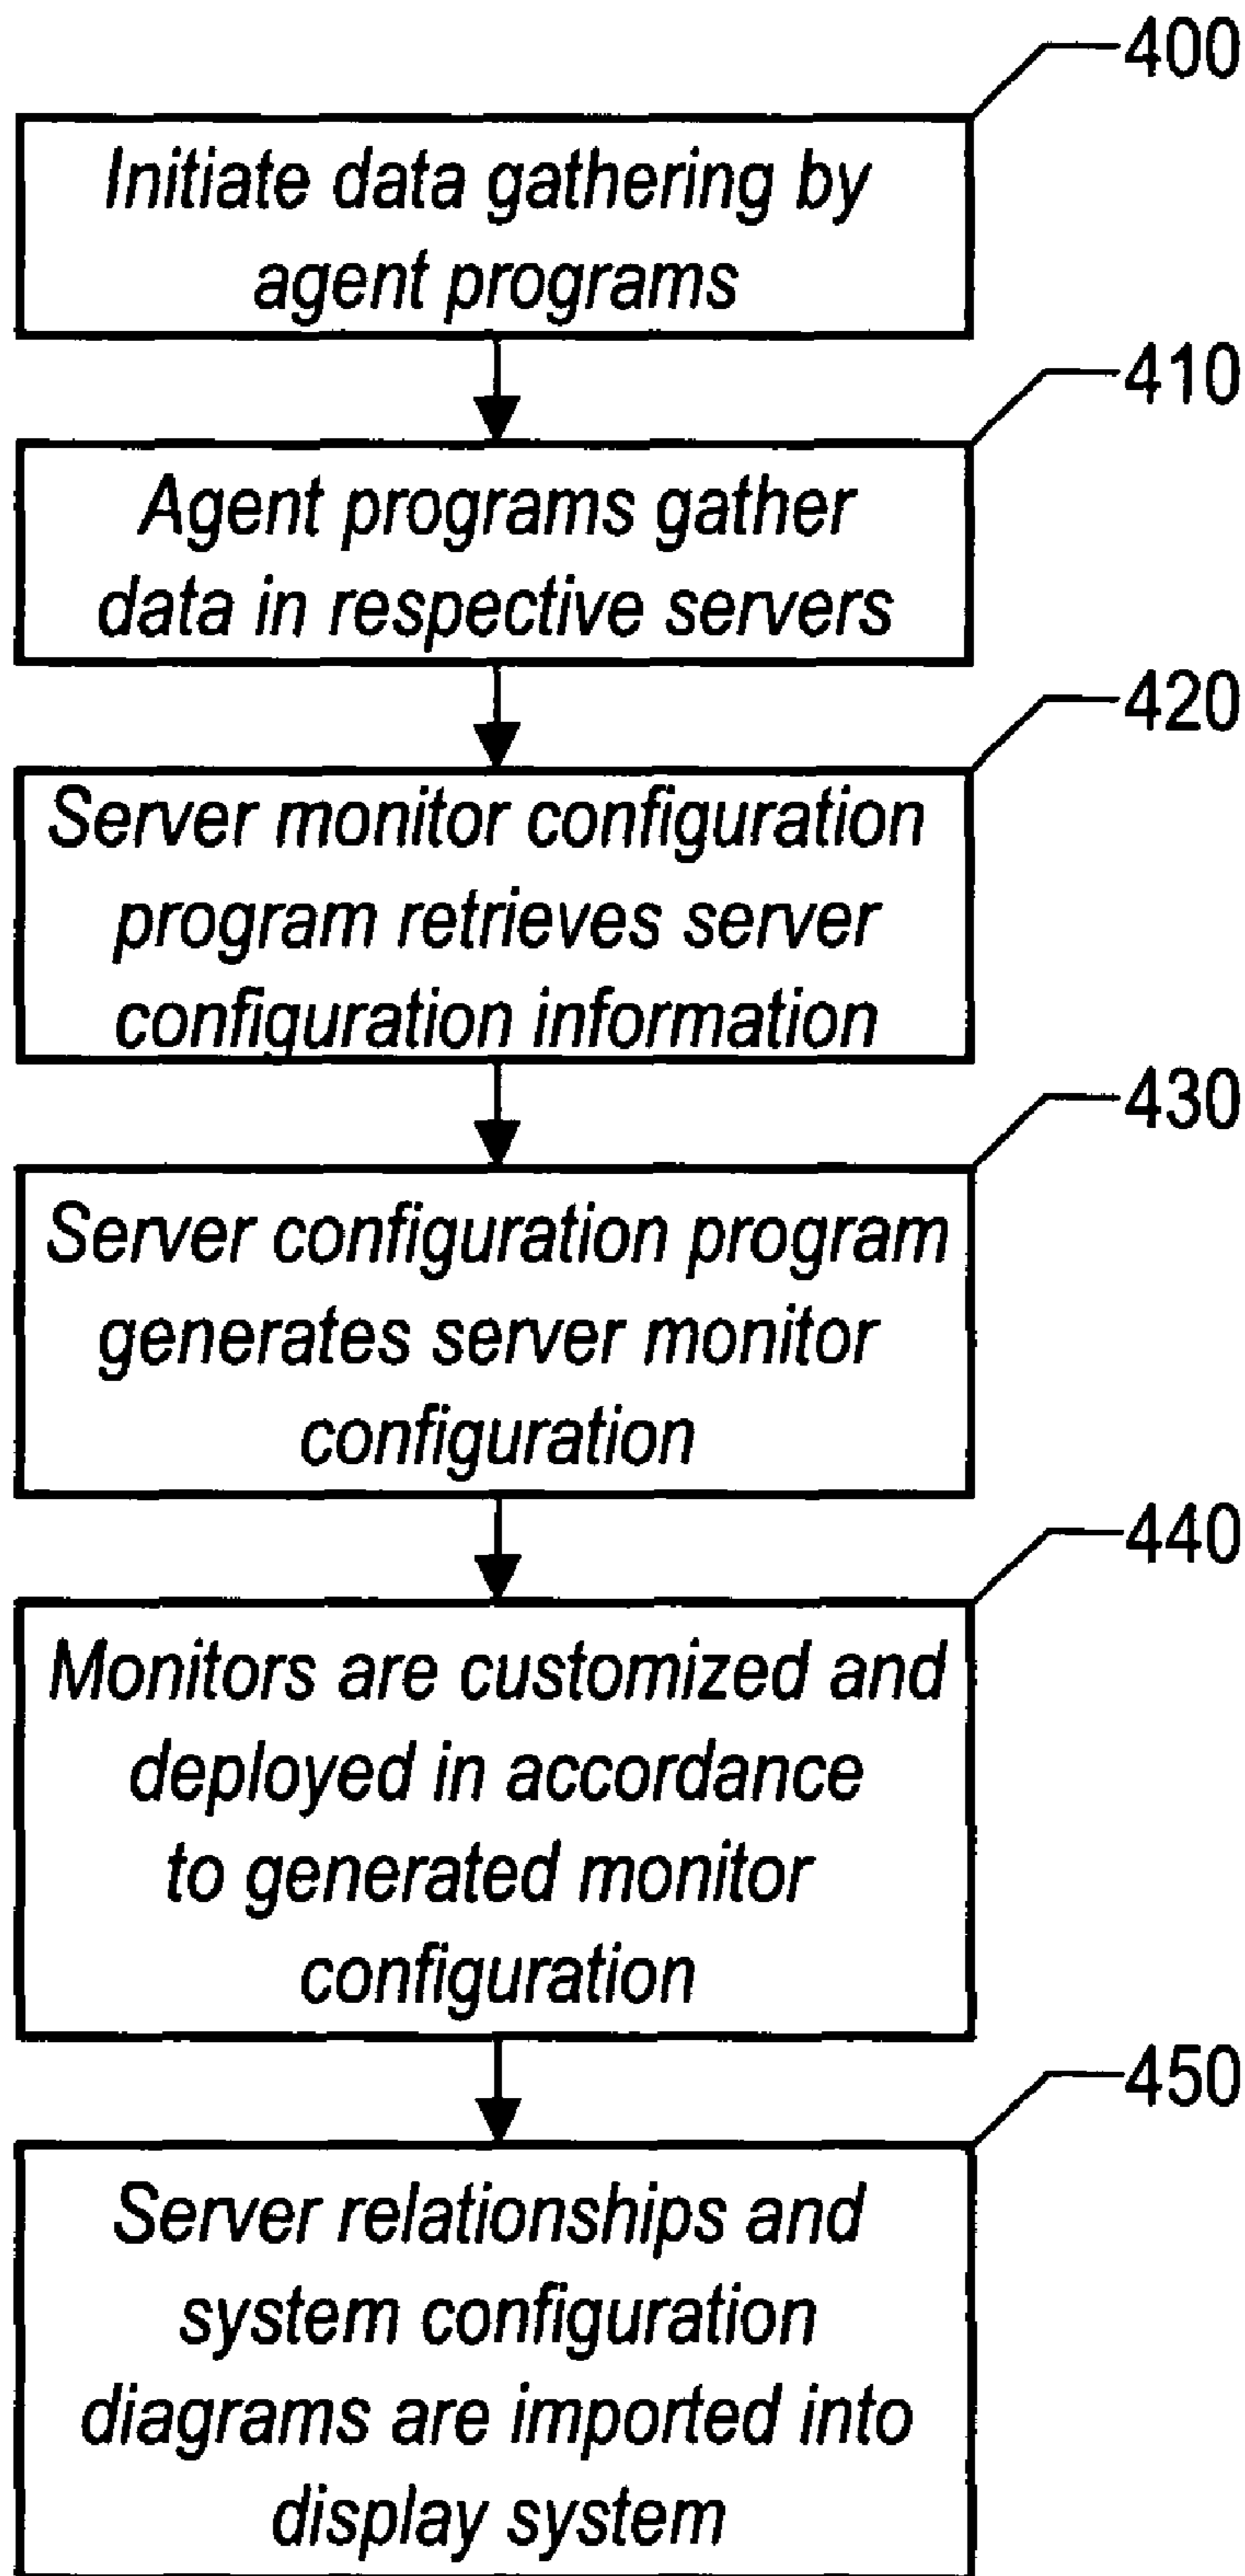 400
Initiate data gathering by
agent programs
410
Agent programs gather
data in respective servers
420
Server monitor configuration
program retrieves server
configuration information
430
Server configuration program
generates server monitor
configuration
440
Monitors are customized and
deployed in accordance
to generated monitor
configuration
450
Server relationships and
system configuration
diagrams are imported into
display system